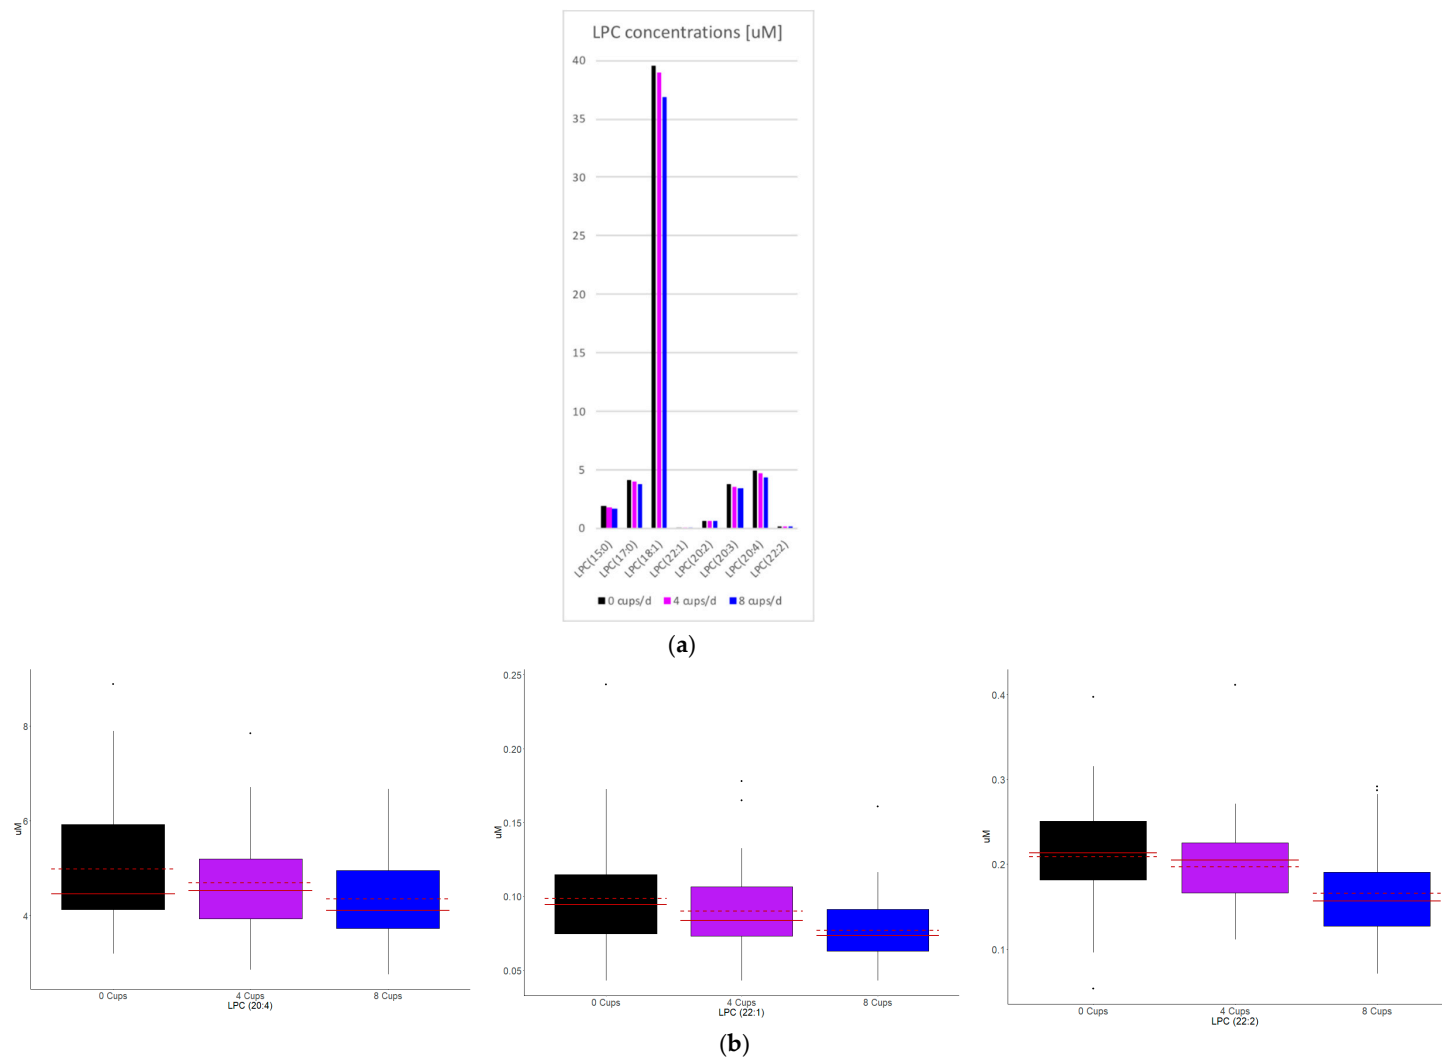 LPC concentrations [uM]
40
35
30
25
20
15
10
5
0
LPC(15:0)
LPC(17:0)
LPC(18:1)
LPC(22:1)
LPC(20:2)
LPC(20:3)
LPC(20:4)
LPC(22:2)
0 cups/d 4 cups/d 8 cups/d
(a)
8
6
4
uM
0 Cups 4 Cups 8 Cups
LPC (20:4)
0.25
0.20
0.15
0.10
0.05
uM
0 Cups 4 Cups 8 Cups
LPC (22:1)
0.4
0.3
0.2
0.1
uM
0 Cups 4 Cups 8 Cups
LPC (22:2)
(b)